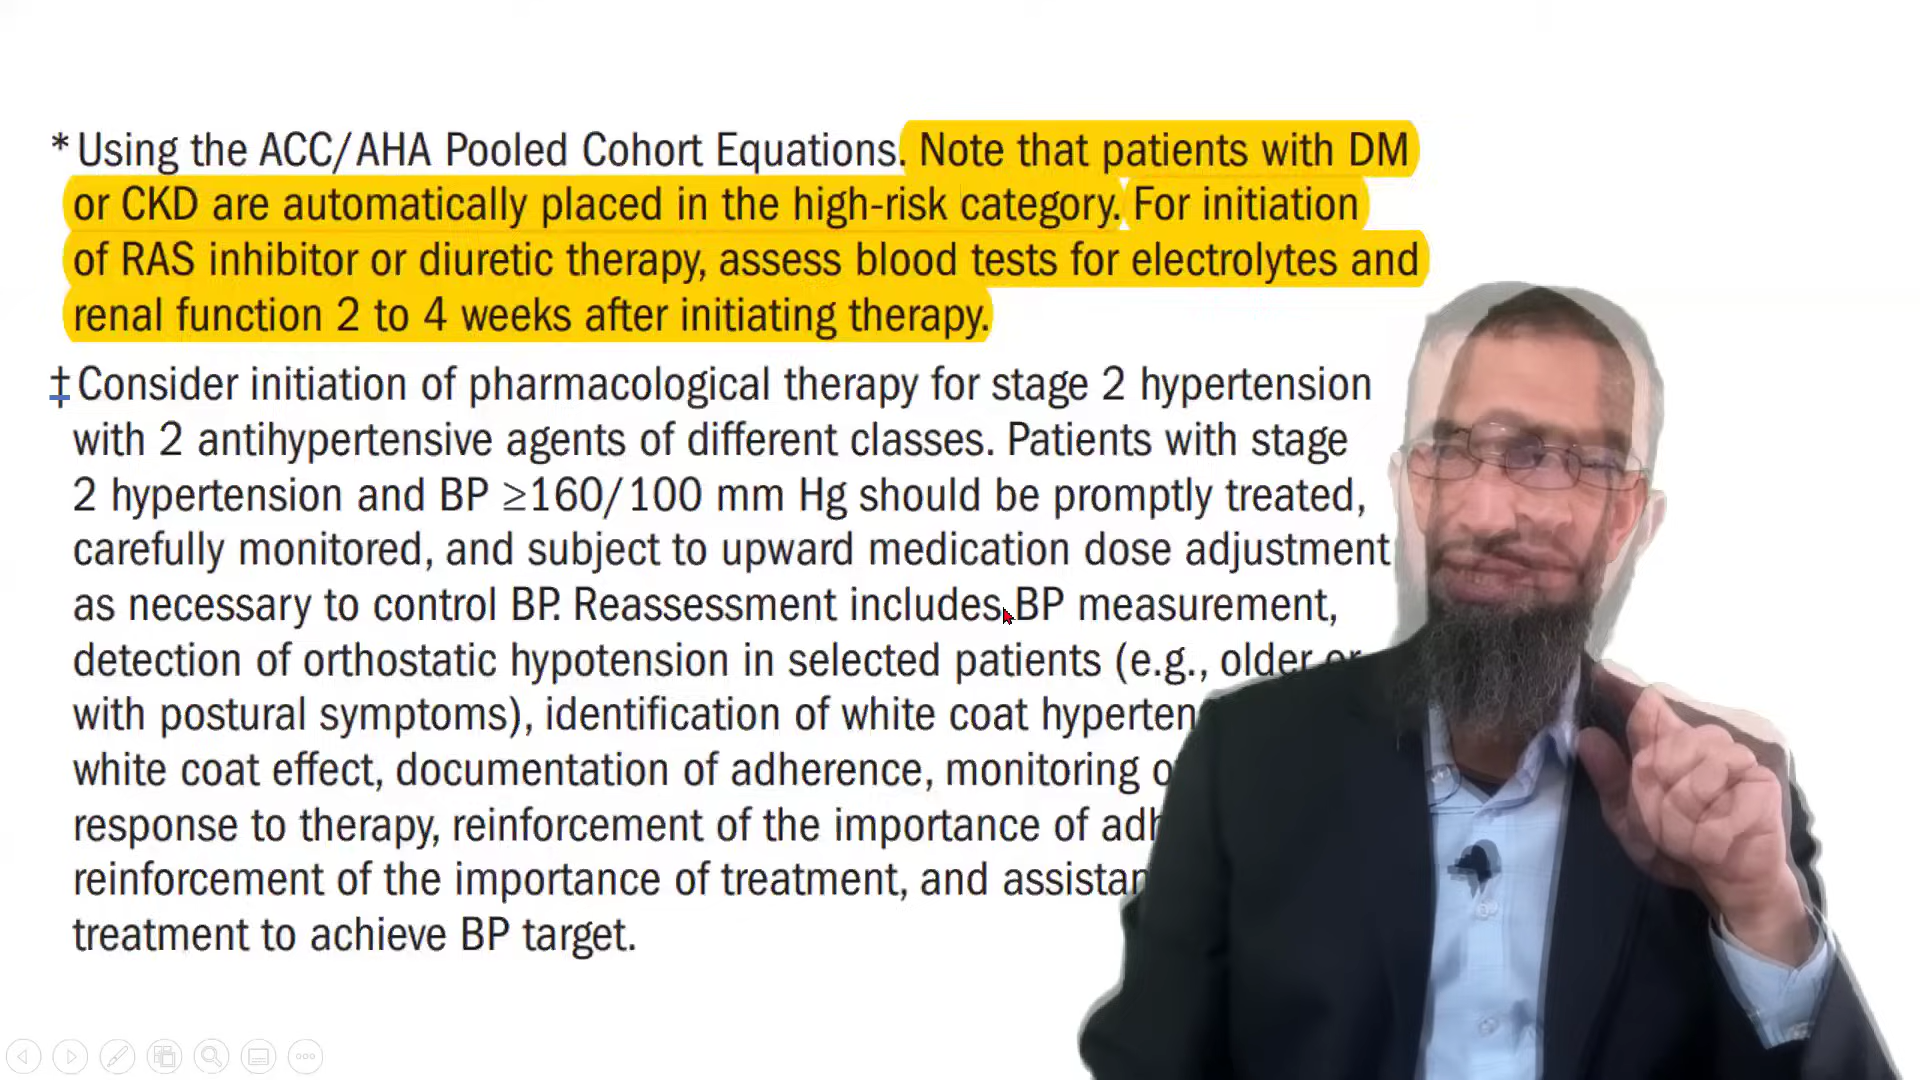 * Using the ACC/AHA Pooled Cohort Equations. Note that patients with DM
or CKD are automatically placed in the high-risk category. For initiation
of RAS inhibitor or diuretic therapy, assess blood tests for electrolytes and
renal function 2 to 4 weeks after initiating therapy.
‡ Consider initiation of pharmacological therapy for stage 2 hypertension
with 2 antihypertensive agents of different classes. Patients with stage
2 hypertension and BP ≥160/100 mm Hg should be promptly treated,
carefully monitored, and subject to upward medication dose adjustment
as necessary to control BP. Reassessment includes BP measurement,
detection of orthostatic hypotension in selected patients (e.g., older or
with postural symptoms), identification of white coat
white coat effect, documentation of adherence, monitoring
response to therapy, reinforcement of the importance of
reinforcement of the importance of treatment, and
treatment to achieve BP target.